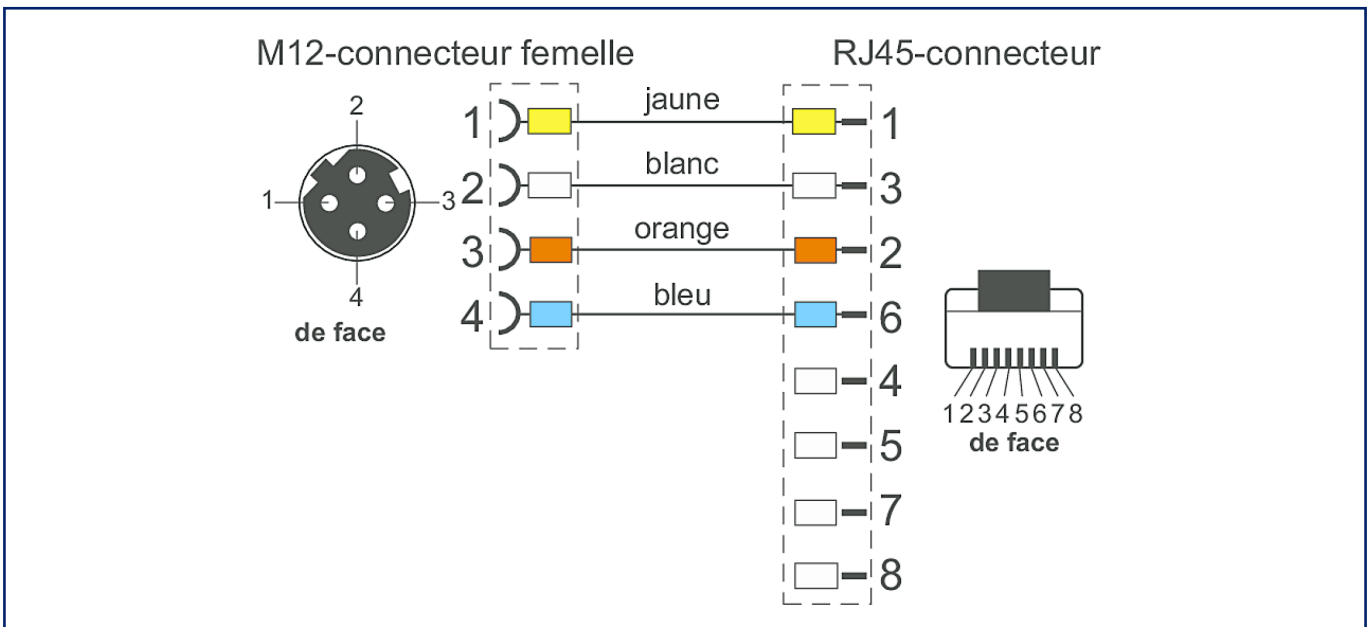 M12-connecteur femelle
RJ45-connecteur
2
1
3
4
de face
1 jaune 1
2 blanc 3
3 orange 2
4 bleu 6
4
5
7
8
12345678
de face